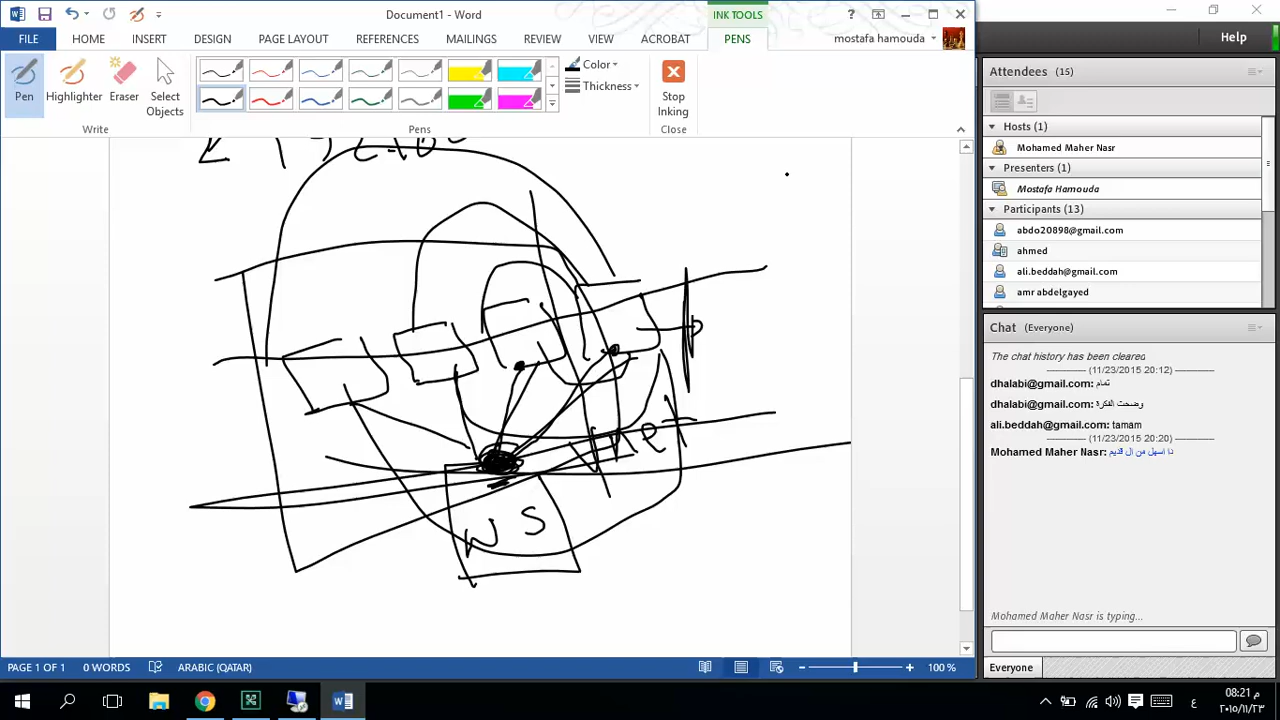 Document1 - Word
INK TOOLS
FILE
HOME
INSERT
DESIGN
PAGE LAYOUT
REFERENCES
MAILINGS
REVIEW
VIEW
ACROBAT
PENS
mostafa hamouda
Help
Pen
Highlighter
Eraser
Select Objects
Color
Thickness
Stop Inking
Write
Pens
Close
Attendees (15)
Hosts (1)
Mohamed Maher Nasr
Presenters (1)
Mostafa Hamouda
Participants (13)
abdo20898@gmail.com
ahmed
ali.beddah@gmail.com
amr abdelgayed
Chat (Everyone)
The chat history has been cleared
------------ (11/23/2015 20:12) ------------
dhalabi@gmail.com: تمام
dhalabi@gmail.com: وضحت الفكرة
ali.beddah@gmail.com: tamam
------------ (11/23/2015 20:20) ------------
Mohamed Maher Nasr: دا اسهل من ال قديم
Mohamed Maher Nasr is typing...
Everyone
WS
PAGE 1 OF 1
0 WORDS
ARABIC (QATAR)
100 %
ع
08:21 م
٢٠١٥/١١/٢٣